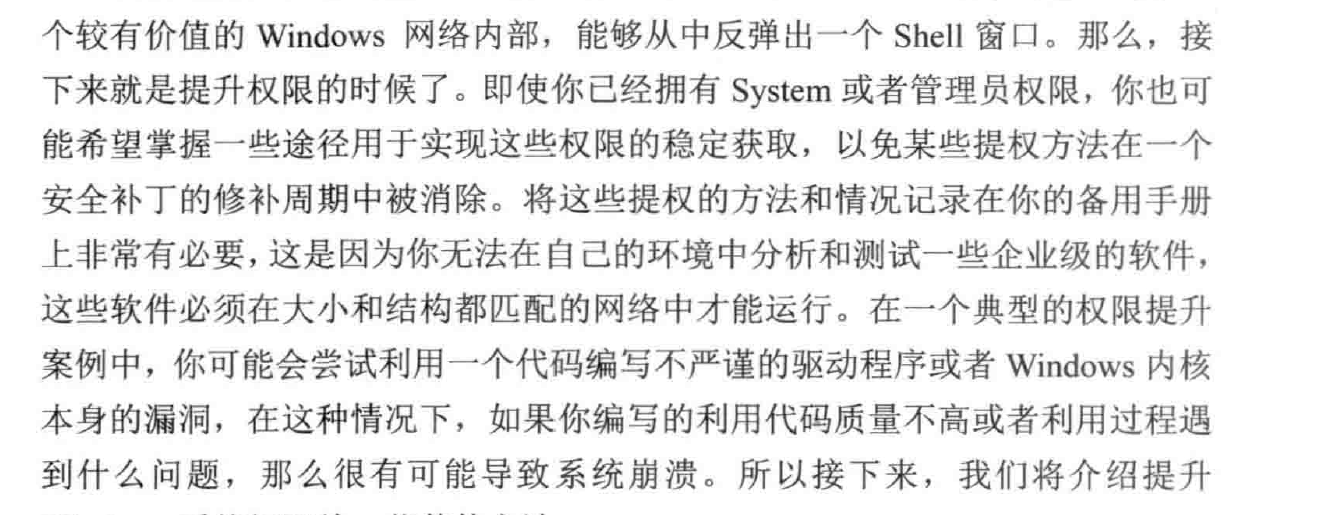 个较有价值的 Windows 网络内部，能够从中反弹出一个 Shell 窗口。那么，接
下来就是提升权限的时候了。即使你已经拥有 System 或者管理员权限，你也可
能希望掌握一些途径用于实现这些权限的稳定获取，以免某些提权方法在一个
安全补丁的修补周期中被消除。将这些提权的方法和情况记录在你的备用手册
上非常有必要，这是因为你无法在自己的环境中分析和测试一些企业级的软件，
这些软件必须在大小和结构都匹配的网络中才能运行。在一个典型的权限提升
案例中，你可能会尝试利用一个代码编写不严谨的驱动程序或者 Windows 内核
本身的漏洞，在这种情况下，如果你编写的利用代码质量不高或者利用过程遇
到什么问题，那么很有可能导致系统崩溃。所以接下来，我们将介绍提升